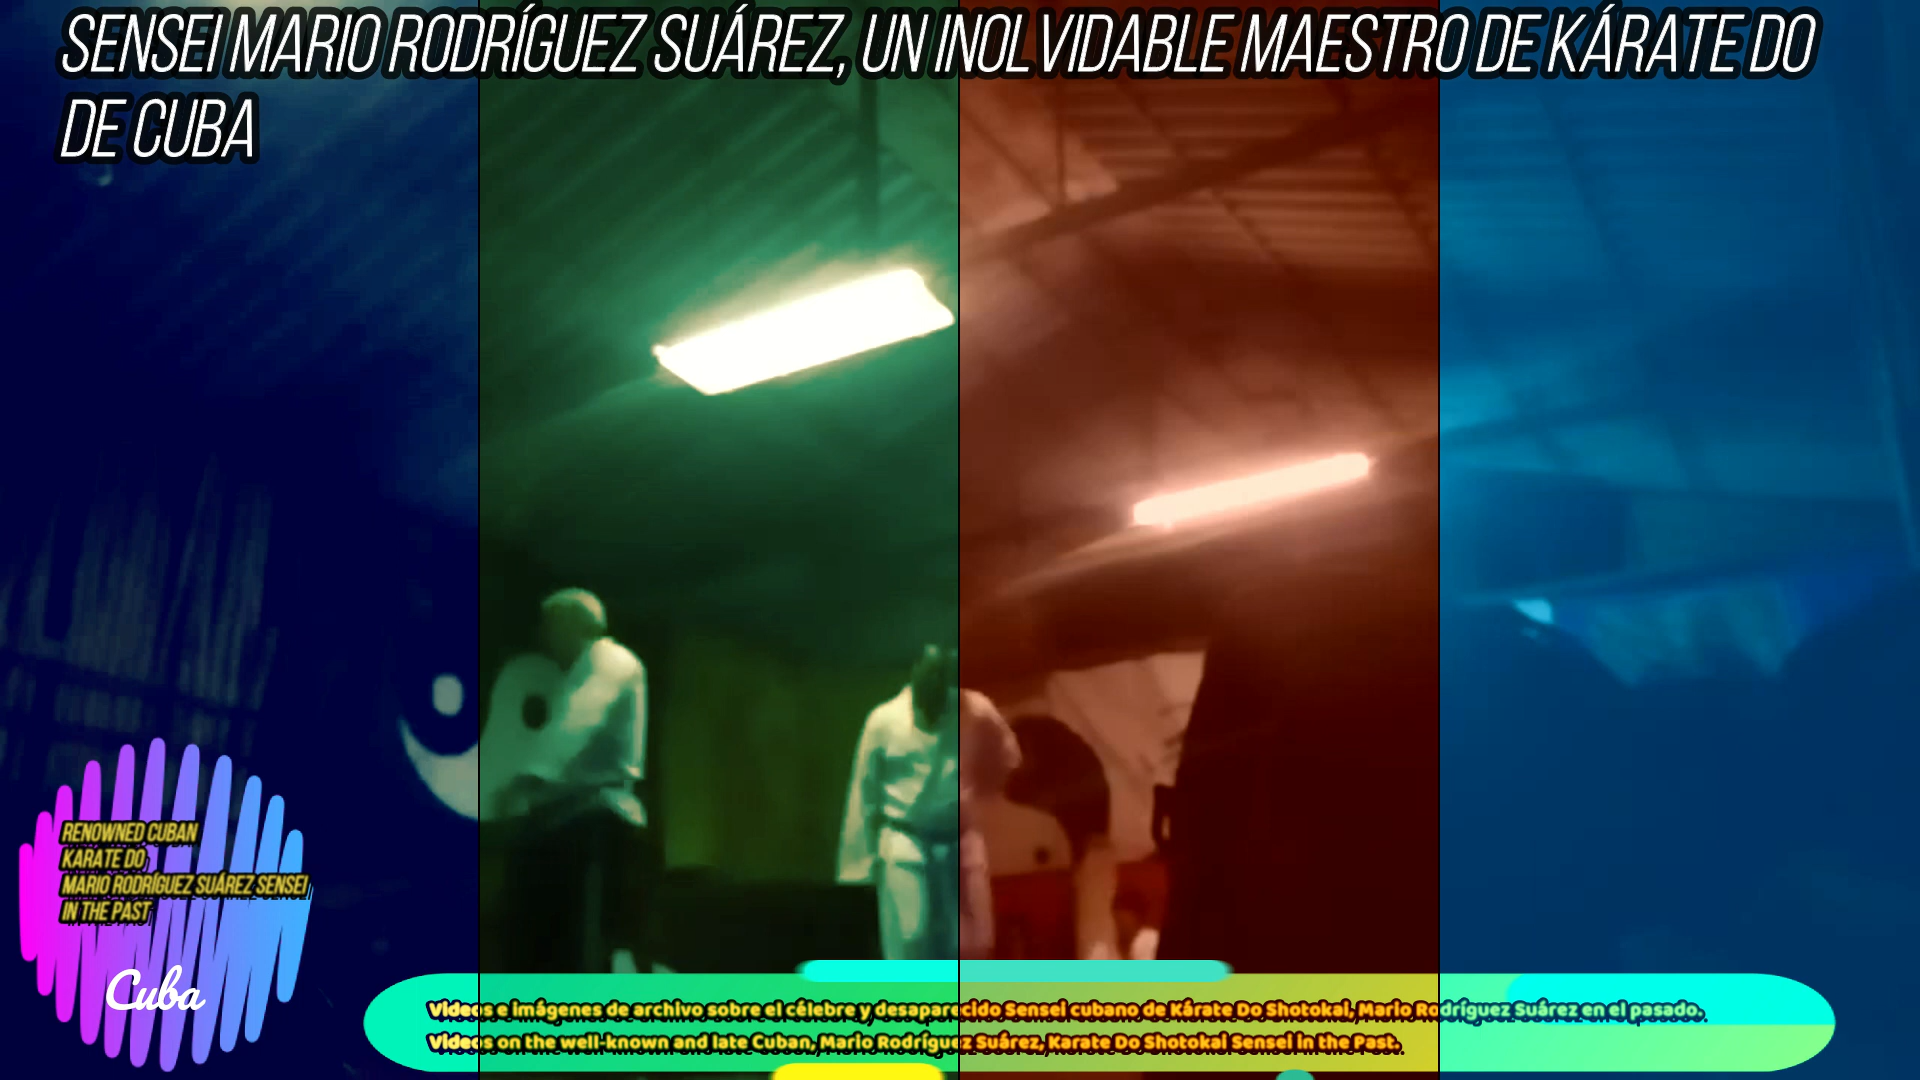 SENSEI MARIO RODRÍGUEZ SUÁREZ, UN INOLVIDABLE MAESTRO DE KÁRATE DO
DE CUBA
RENOWNED CUBAN
KARATE DO
MARIO RODRÍGUEZ SUÁREZ SENSEI
IN THE PAST
Cuba
Videos e imágenes de archivo sobre el célebre y desaparecido Sensei cubano de Kárate Do Shotokai, Mario Rodríguez Suárez en el pasado.
Videos on the well-known and late Cuban, Mario Rodríguez Suárez, Karate Do Shotokai Sensei in the Past.